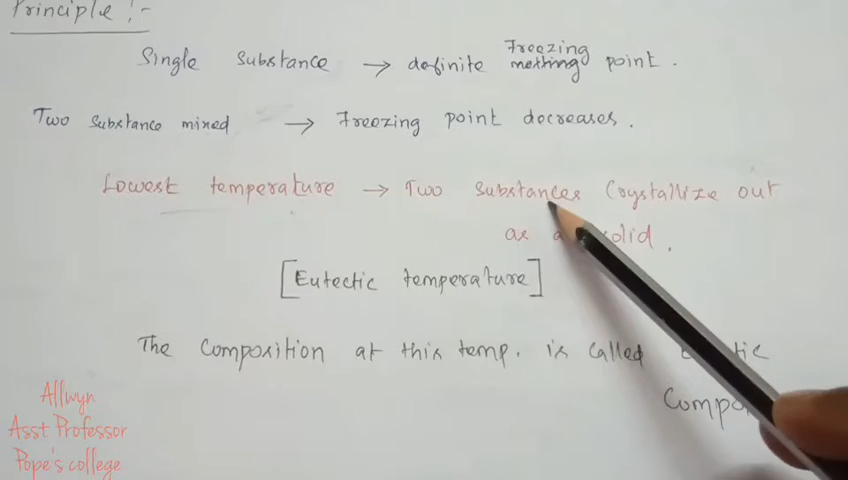 Principle :-
Single substance → definite Freezing melting point.
Two substance mixed → Freezing point decreases.
Lowest temperature → Two substances Crystallize out
as a solid.
[Eutectic temperature]
The Composition at this temp. is called
Allwyn
Asst Professor
Pope's college